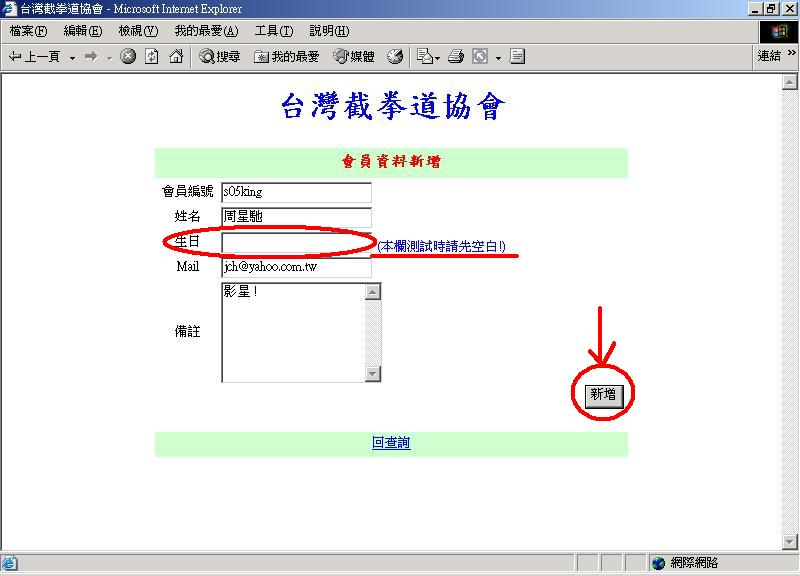 台灣截拳道協會 - Microsoft Internet Explorer
檔案(F) 編輯(E) 檢視(V) 我的最愛(A) 工具(T) 說明(H)
上一頁 搜尋 我的最愛 媒體 連結 »
台灣截拳道協會
會員資料新增
會員編號 s05king
姓名 周星馳
生日 (本欄測試時請先空白!)
Mail jch@yahoo.com.tw
備註 影星!
新增
回查詢
網際網路